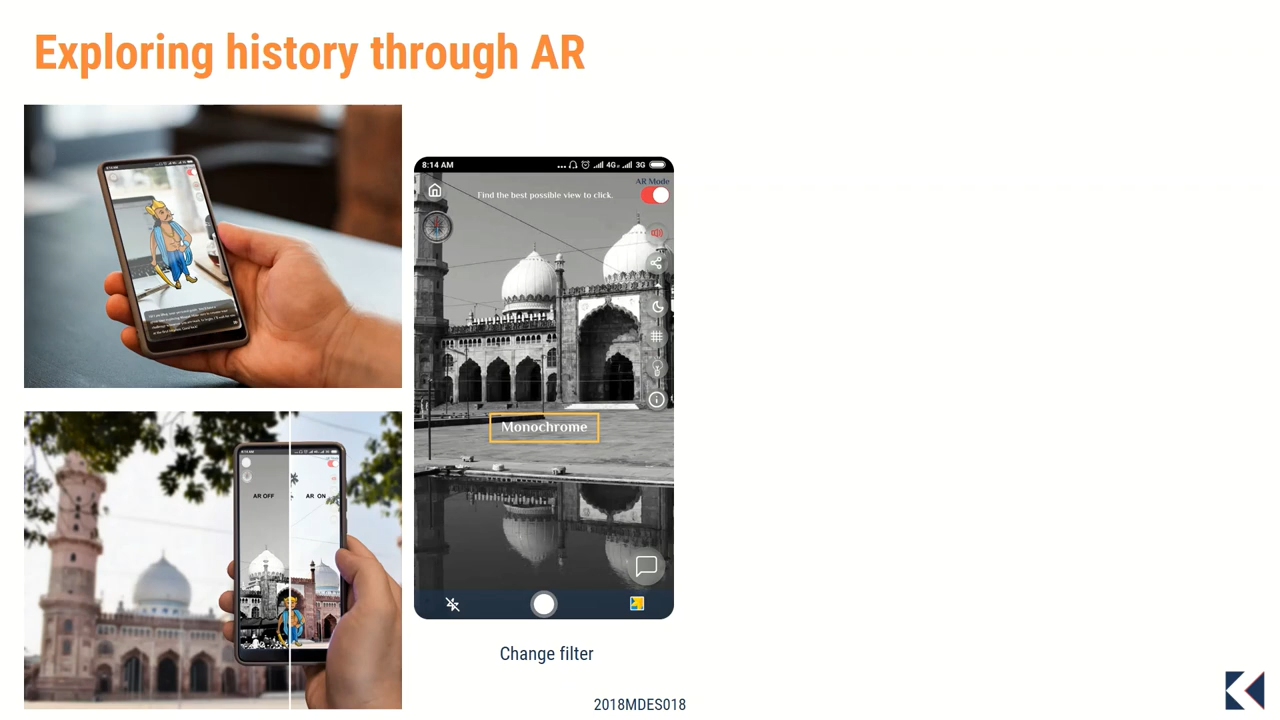 Exploring history through AR
8:14 AM
4G
3G
AR Mode
Find the best possible view to click.
Monochrome
AR OFF
AR ON
Change filter
2018MDES018